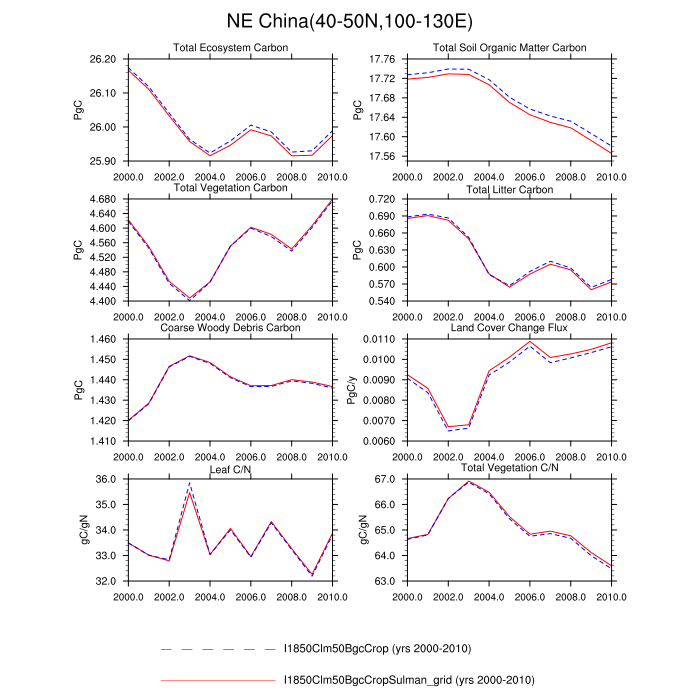 NE China(40-50N,100-130E)
Total Ecosystem Carbon
PgC
26.20
26.10
26.00
25.90
2000.0 2002.0 2004.0 2006.0 2008.0 2010.0
Total Soil Organic Matter Carbon
PgC
17.76
17.72
17.68
17.64
17.60
17.56
2000.0 2002.0 2004.0 2006.0 2008.0 2010.0
Total Vegetation Carbon
PgC
4.680
4.640
4.600
4.560
4.520
4.480
4.440
4.400
2000.0 2002.0 2004.0 2006.0 2008.0 2010.0
Total Litter Carbon
PgC
0.720
0.690
0.660
0.630
0.600
0.570
0.540
2000.0 2002.0 2004.0 2006.0 2008.0 2010.0
Coarse Woody Debris Carbon
PgC
1.460
1.450
1.440
1.430
1.420
1.410
2000.0 2002.0 2004.0 2006.0 2008.0 2010.0
Land Cover Change Flux
PgC/y
0.0110
0.0100
0.0090
0.0080
0.0070
0.0060
2000.0 2002.0 2004.0 2006.0 2008.0 2010.0
Leaf C/N
gC/gN
36.0
35.0
34.0
33.0
32.0
2000.0 2002.0 2004.0 2006.0 2008.0 2010.0
Total Vegetation C/N
gC/gN
67.0
66.0
65.0
64.0
63.0
2000.0 2002.0 2004.0 2006.0 2008.0 2010.0
I1850Clm50BgcCrop (yrs 2000-2010)
I1850Clm50BgcCropSulman_grid (yrs 2000-2010)